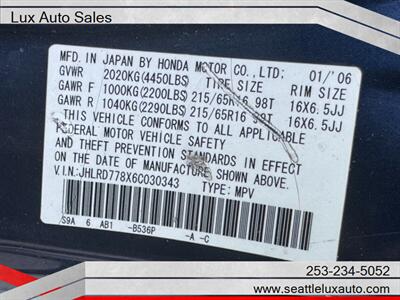 Lux Auto Sales
MFD. IN JAPAN BY HONDA MOTOR CO., LTD: 01/'06
GVWR 2020KG(4450LBS) TYPE SIZE RIM SIZE
GAWR F 1000KG(2200LBS) 215/65R16 98T 16X6.5JJ
GAWR R 1040KG(2290LBS) 215/65R16 98T 16X6.5JJ
THIS VEHICLE CONFORMS TO ALL APPLICABLE
FEDERAL MOTOR VEHICLE SAFETY
AND THEFT PREVENTION STANDARDS IN EFFECT
ON THE DATE OF MANUFACTURE
SHOWN ABOVE.
V.I.N.:JHLRD778X6C030343 TYPE: MPV
S9A 6 AB1 -B536P -A -C
253-234-5052
www.seattleluxauto.com